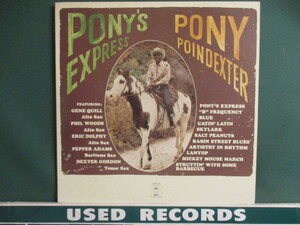 PONY'S EXPRESS
PONY POINDEXTER
FEATURING:
GENE QUILL
Alto Sax
PHIL WOODS
Alto Sax
ERIC DOLPHY
Alto Sax
PEPPER ADAMS
Baritone Sax
DEXTER GORDON
Tenor Sax
PONY'S EXPRESS
"B" FREQUENCY
BLUE
CATIN' LATIN
SKYLARK
SALT PEANUTS
BASIN STREET BLUES
ARTISTRY IN RHYTHM
LANYOP
MICKEY MOUSE MARCH
STRUTTIN' WITH SOME
BARBECUE
USED RECORDS